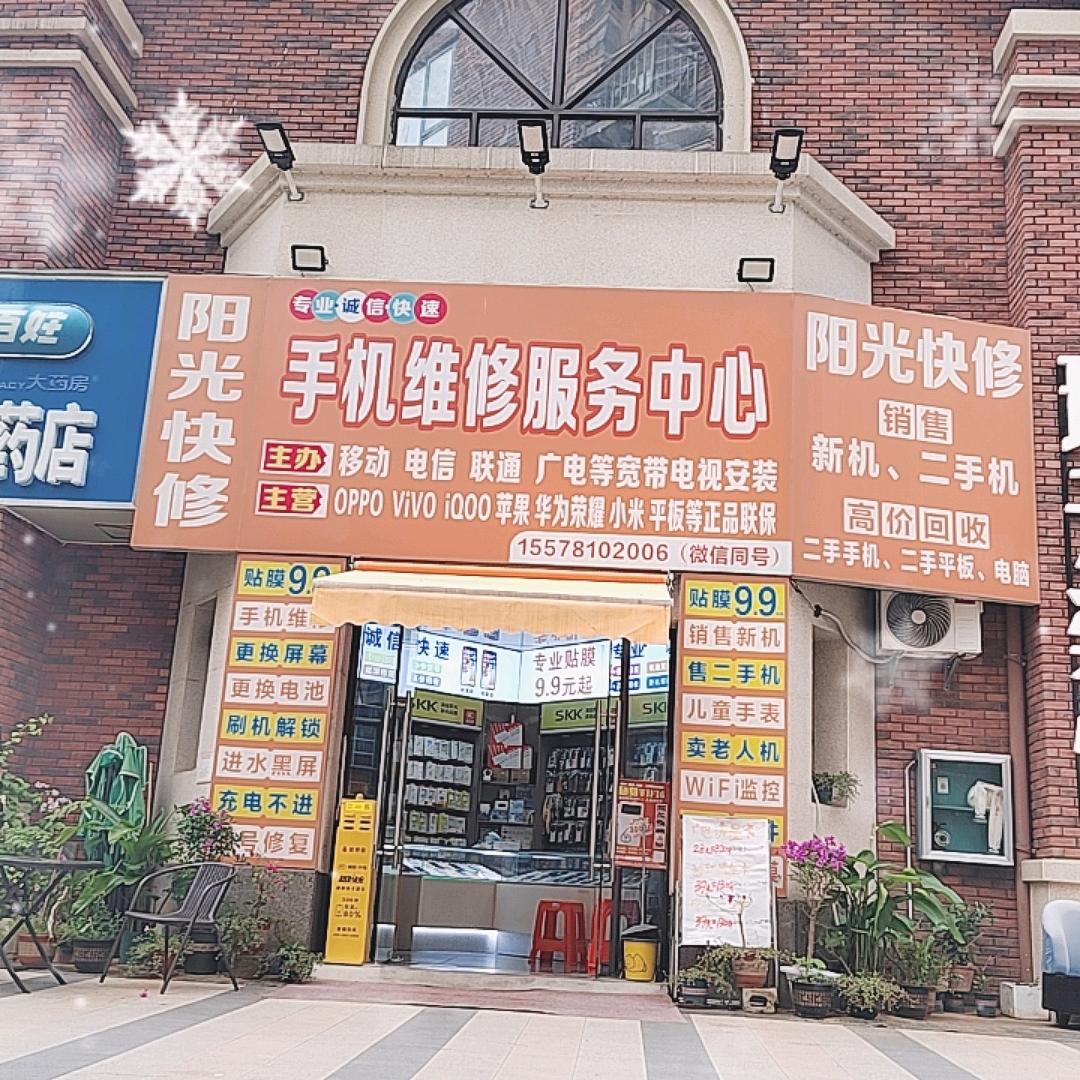 百姓
大药房
药店
阳光快修
专业诚信快速
手机维修服务中心
主办 移动 电信 联通 广电等宽带电视安装
主营 OPPO ViVO iQOO 苹果 华为荣耀 小米 平板等正品联保
15578102006（微信同号）
阳光快修
销售
新机、二手机
高价回收
二手手机、二手平板、电脑
贴膜9.9
手机维
更换屏幕
更换电池
刷机解锁
进水黑屏
充电不进
号修复
诚信
快速
专业贴膜
9.9元起
SKK
SKK
SKK
贴膜9.9
销售新机
售二手机
儿童手表
卖老人机
WiFi监控